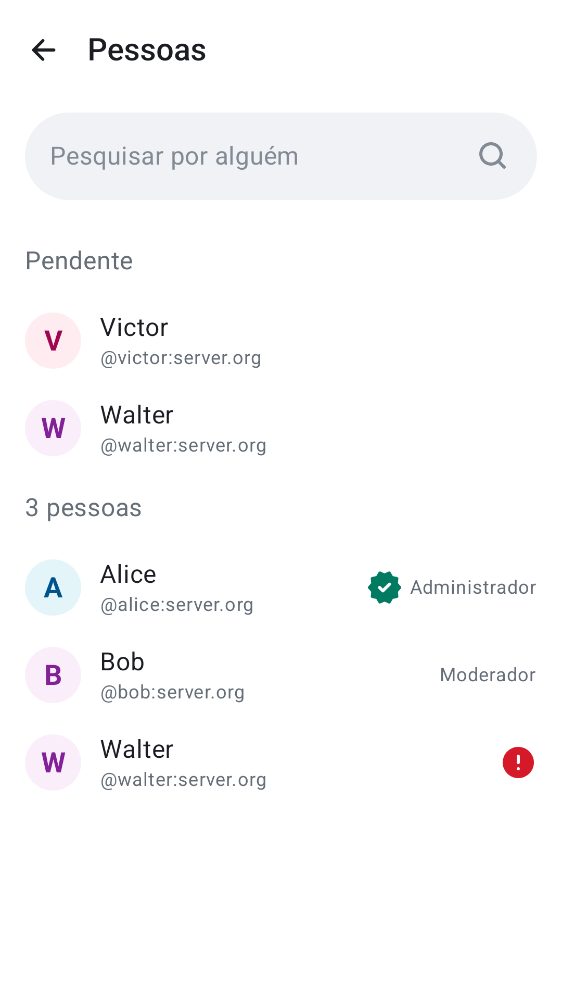 Pessoas
Pesquisar por alguém
Pendente
V
Victor
@victor:server.org
W
Walter
@walter:server.org
3 pessoas
A
Alice
@alice:server.org
Administrador
B
Bob
@bob:server.org
Moderador
W
Walter
@walter:server.org